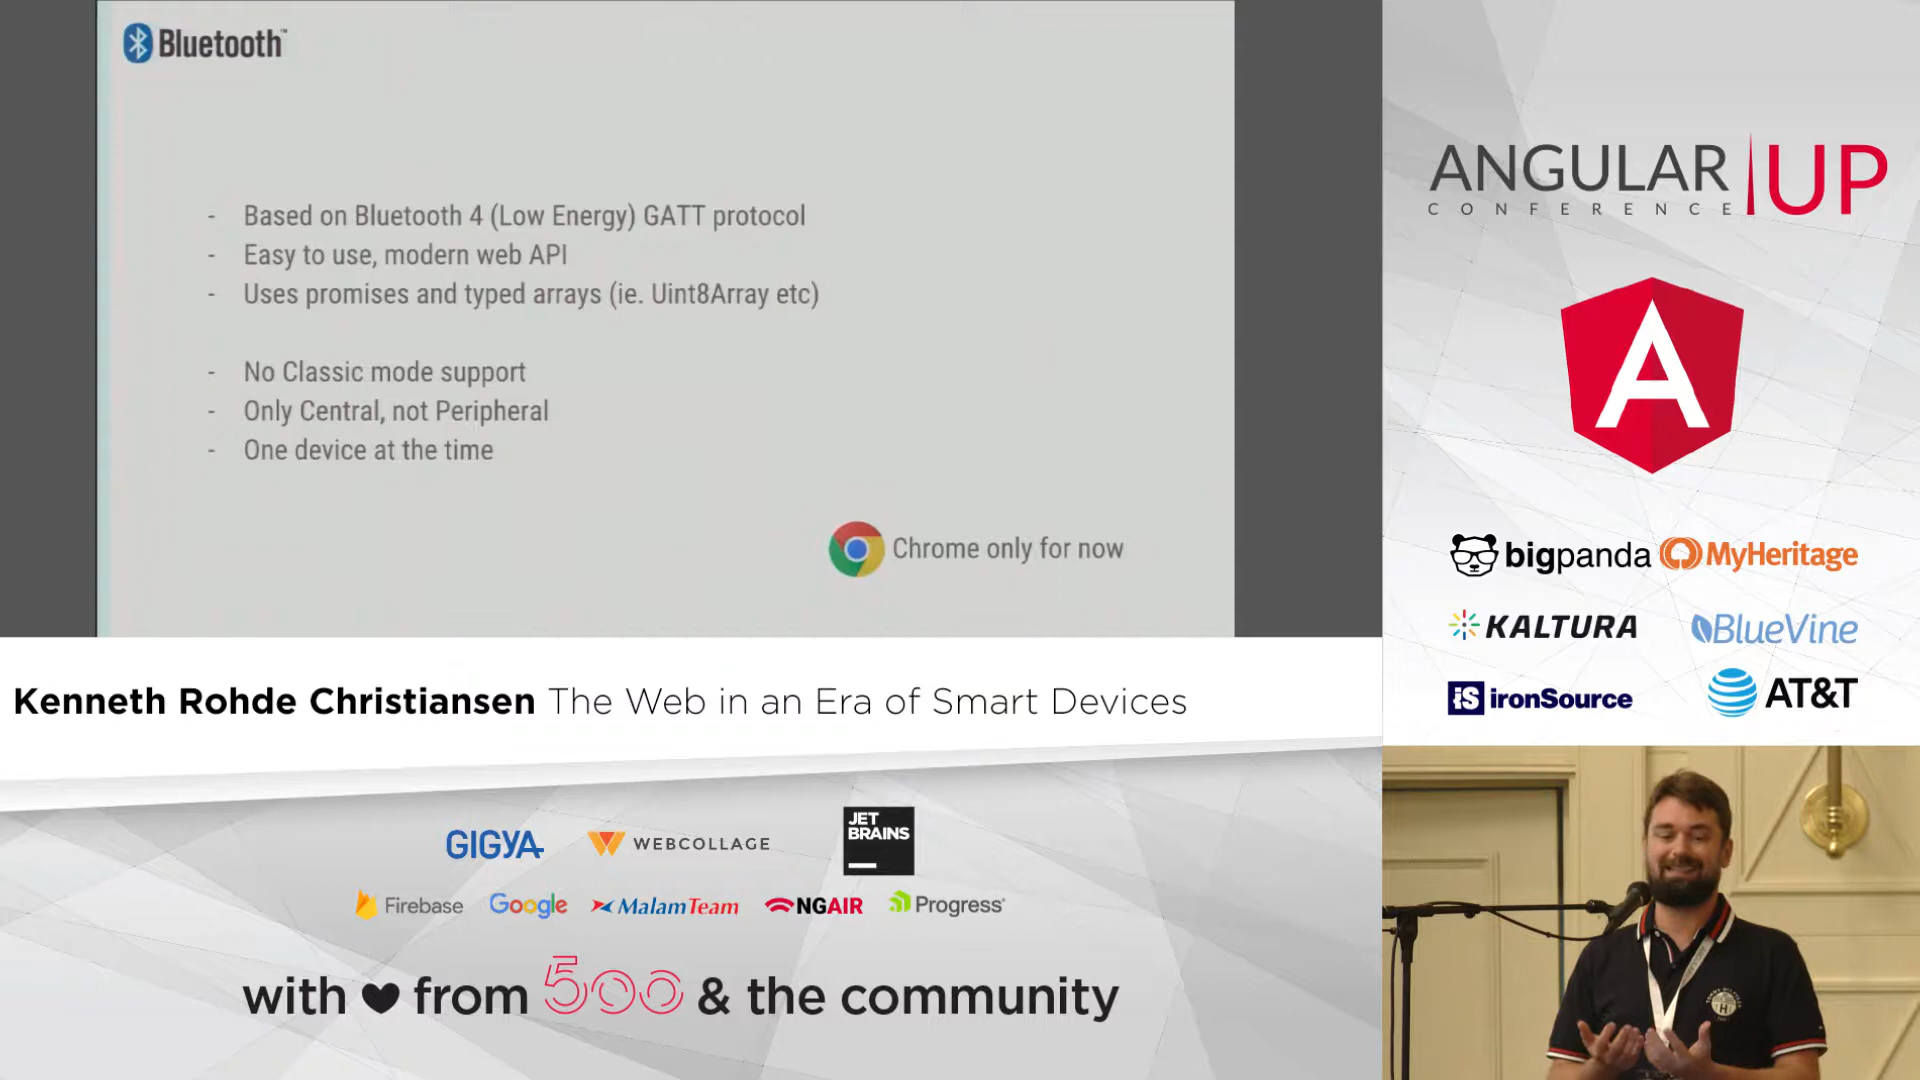 Bluetooth™
- Based on Bluetooth 4 (Low Energy) GATT protocol
- Easy to use, modern web API
- Uses promises and typed arrays (ie. Uint8Array etc)
- No Classic mode support
- Only Central, not Peripheral
- One device at the time
Chrome only for now
Kenneth Rohde Christiansen The Web in an Era of Smart Devices
GIGYA WEBCOLLAGE JET BRAINS
Firebase Google MalamTeam NGAIR Progress
with from 500 & the community
ANGULAR UP
CONFERENCE
A
bigpanda MyHeritage
KALTURA BlueVine
iS ironSource AT&T
H